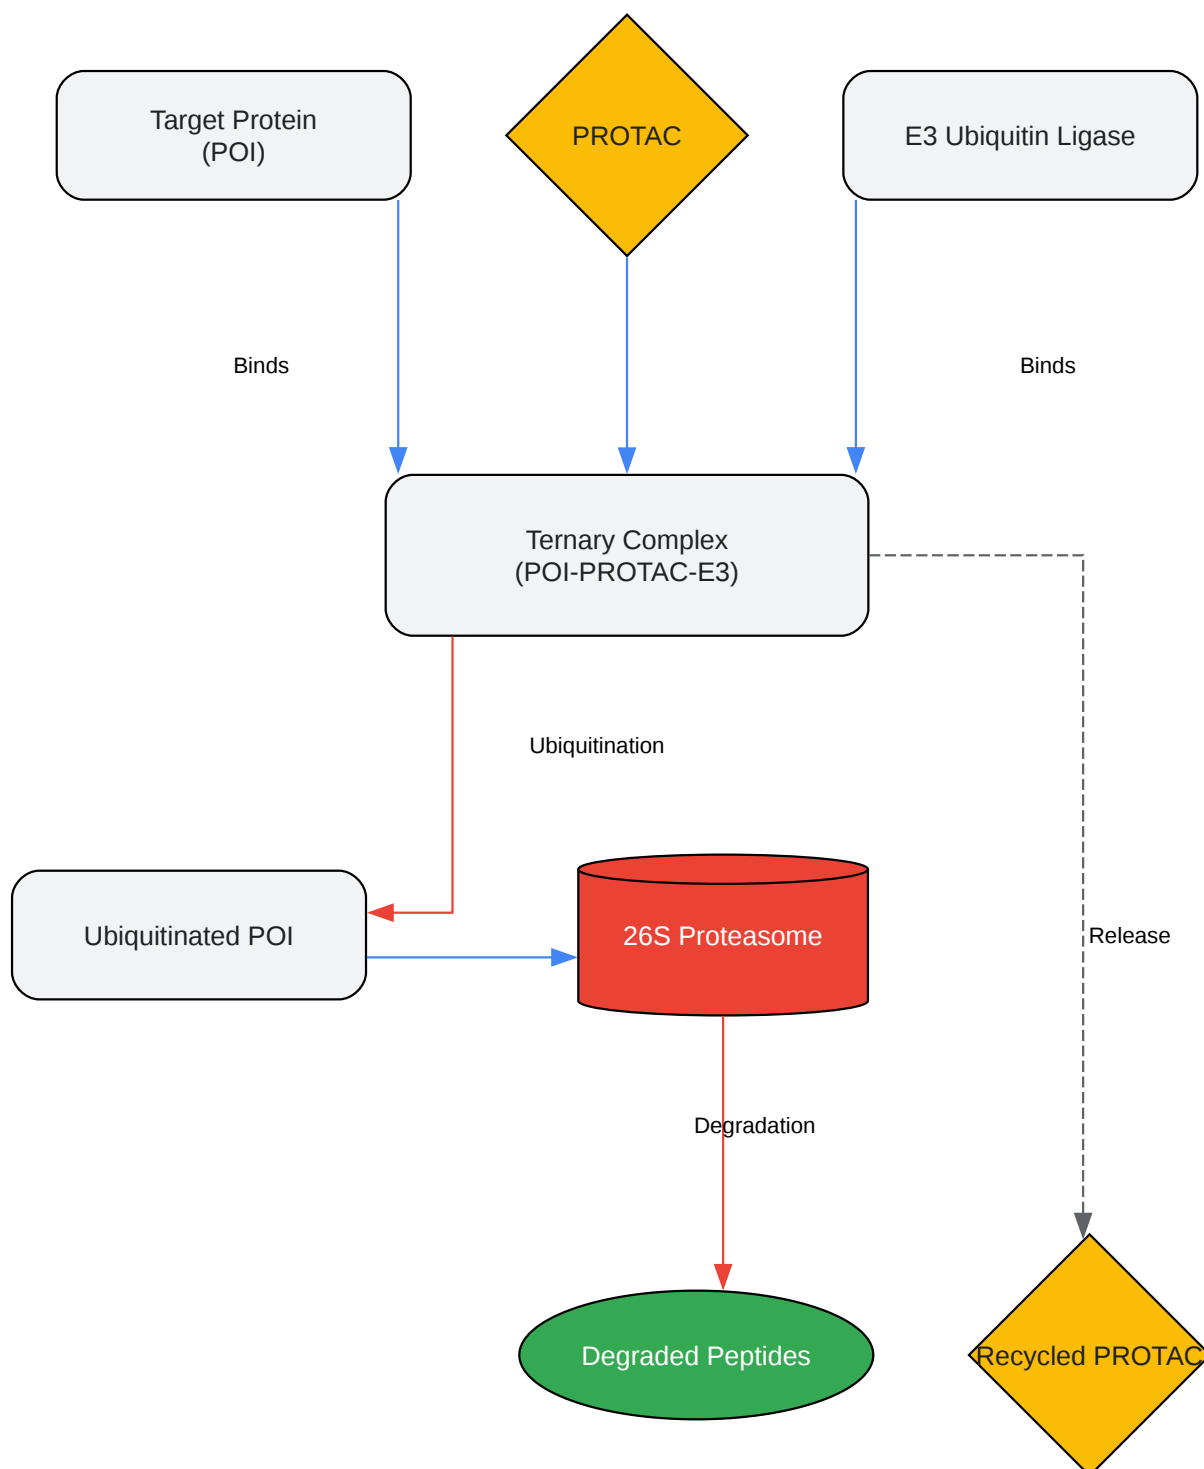 Target Protein
(POI)
PROTAC
E3 Ubiquitin Ligase
Binds
Binds
Ternary Complex
(POI-PROTAC-E3)
Ubiquitination
Ubiquitinated POI
26S Proteasome
Release
Degradation
Degraded Peptides
Recycled PROTAC